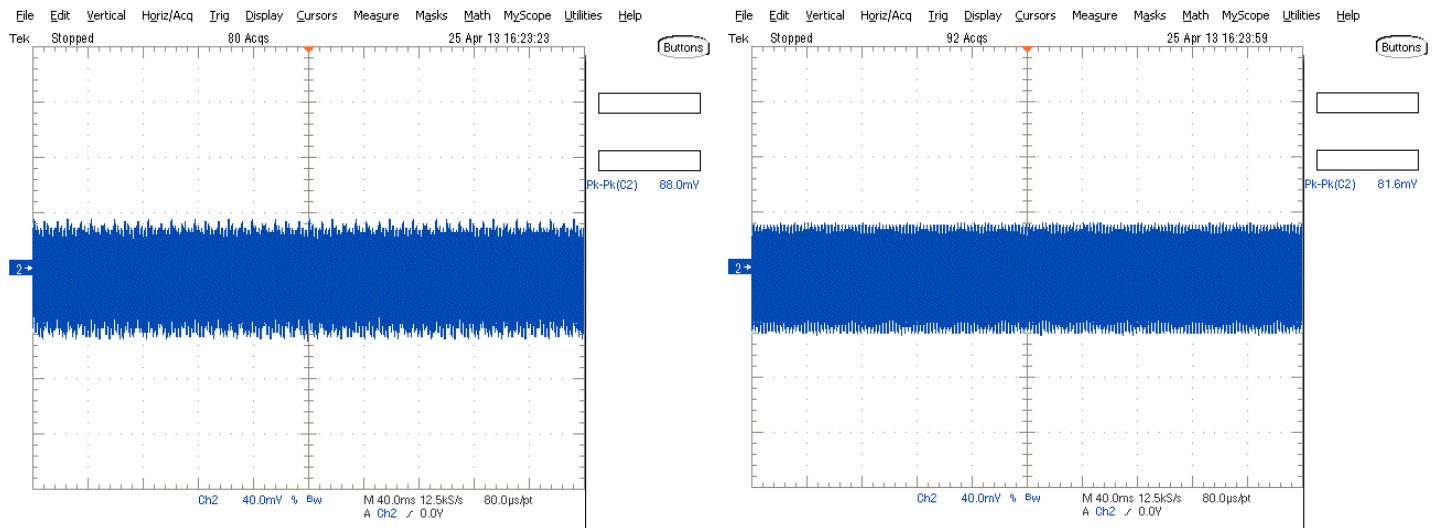 File Edit Vertical Horiz/Acq Trig Display Cursors Measure Masks Math MyScope Utilities Help
Tek Stopped 80 Acqs 25 Apr 13 16:23:23
Buttons
Pk-Pk(C2) 88.0mV
2
Ch2 40.0mV % Bw M 40.0ms 12.5kS/s 80.0µs/pt
A Ch2 ∕ 0.0V
File Edit Vertical Horiz/Acq Trig Display Cursors Measure Masks Math MyScope Utilities Help
Tek Stopped 92 Acqs 25 Apr 13 16:23:59
Buttons
Pk-Pk(C2) 81.6mV
2
Ch2 40.0mV % Bw M 40.0ms 12.5kS/s 80.0µs/pt
A Ch2 ∕ 0.0V